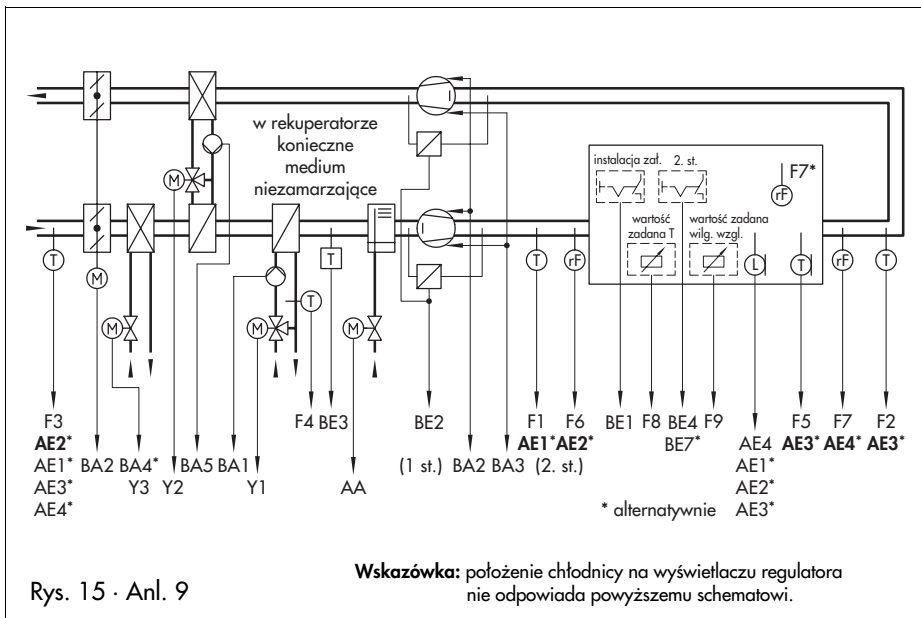 w rekuperatorze
konieczne
medium
niezamarzające
instalacja zał.
2. st.
F7*
rF
wartość
zadana T
wartość zadana
wilg. wzgl.
M
T
M
M
M
T
T
M
T
rF
L
T
rF
T
F3
AE2*
AE1*
AE3*
AE4*
BA2
BA4*
Y3
Y2
BA5
BA1
Y1
F4
BE3
AA
BE2
(1 st.)
BA2
BA3
(2. st.)
F1
AE1*
F6
AE2*
BE1
F8
BE4
BE7*
F9
AE4
AE1*
AE2*
AE3*
F5
AE3*
F7
AE4*
F2
AE3*
* alternatywnie
Rys. 15 · Anl. 9
Wskazówka: położenie chłodnicy na wyświetlaczu regulatora
nie odpowiada powyższemu schematowi.